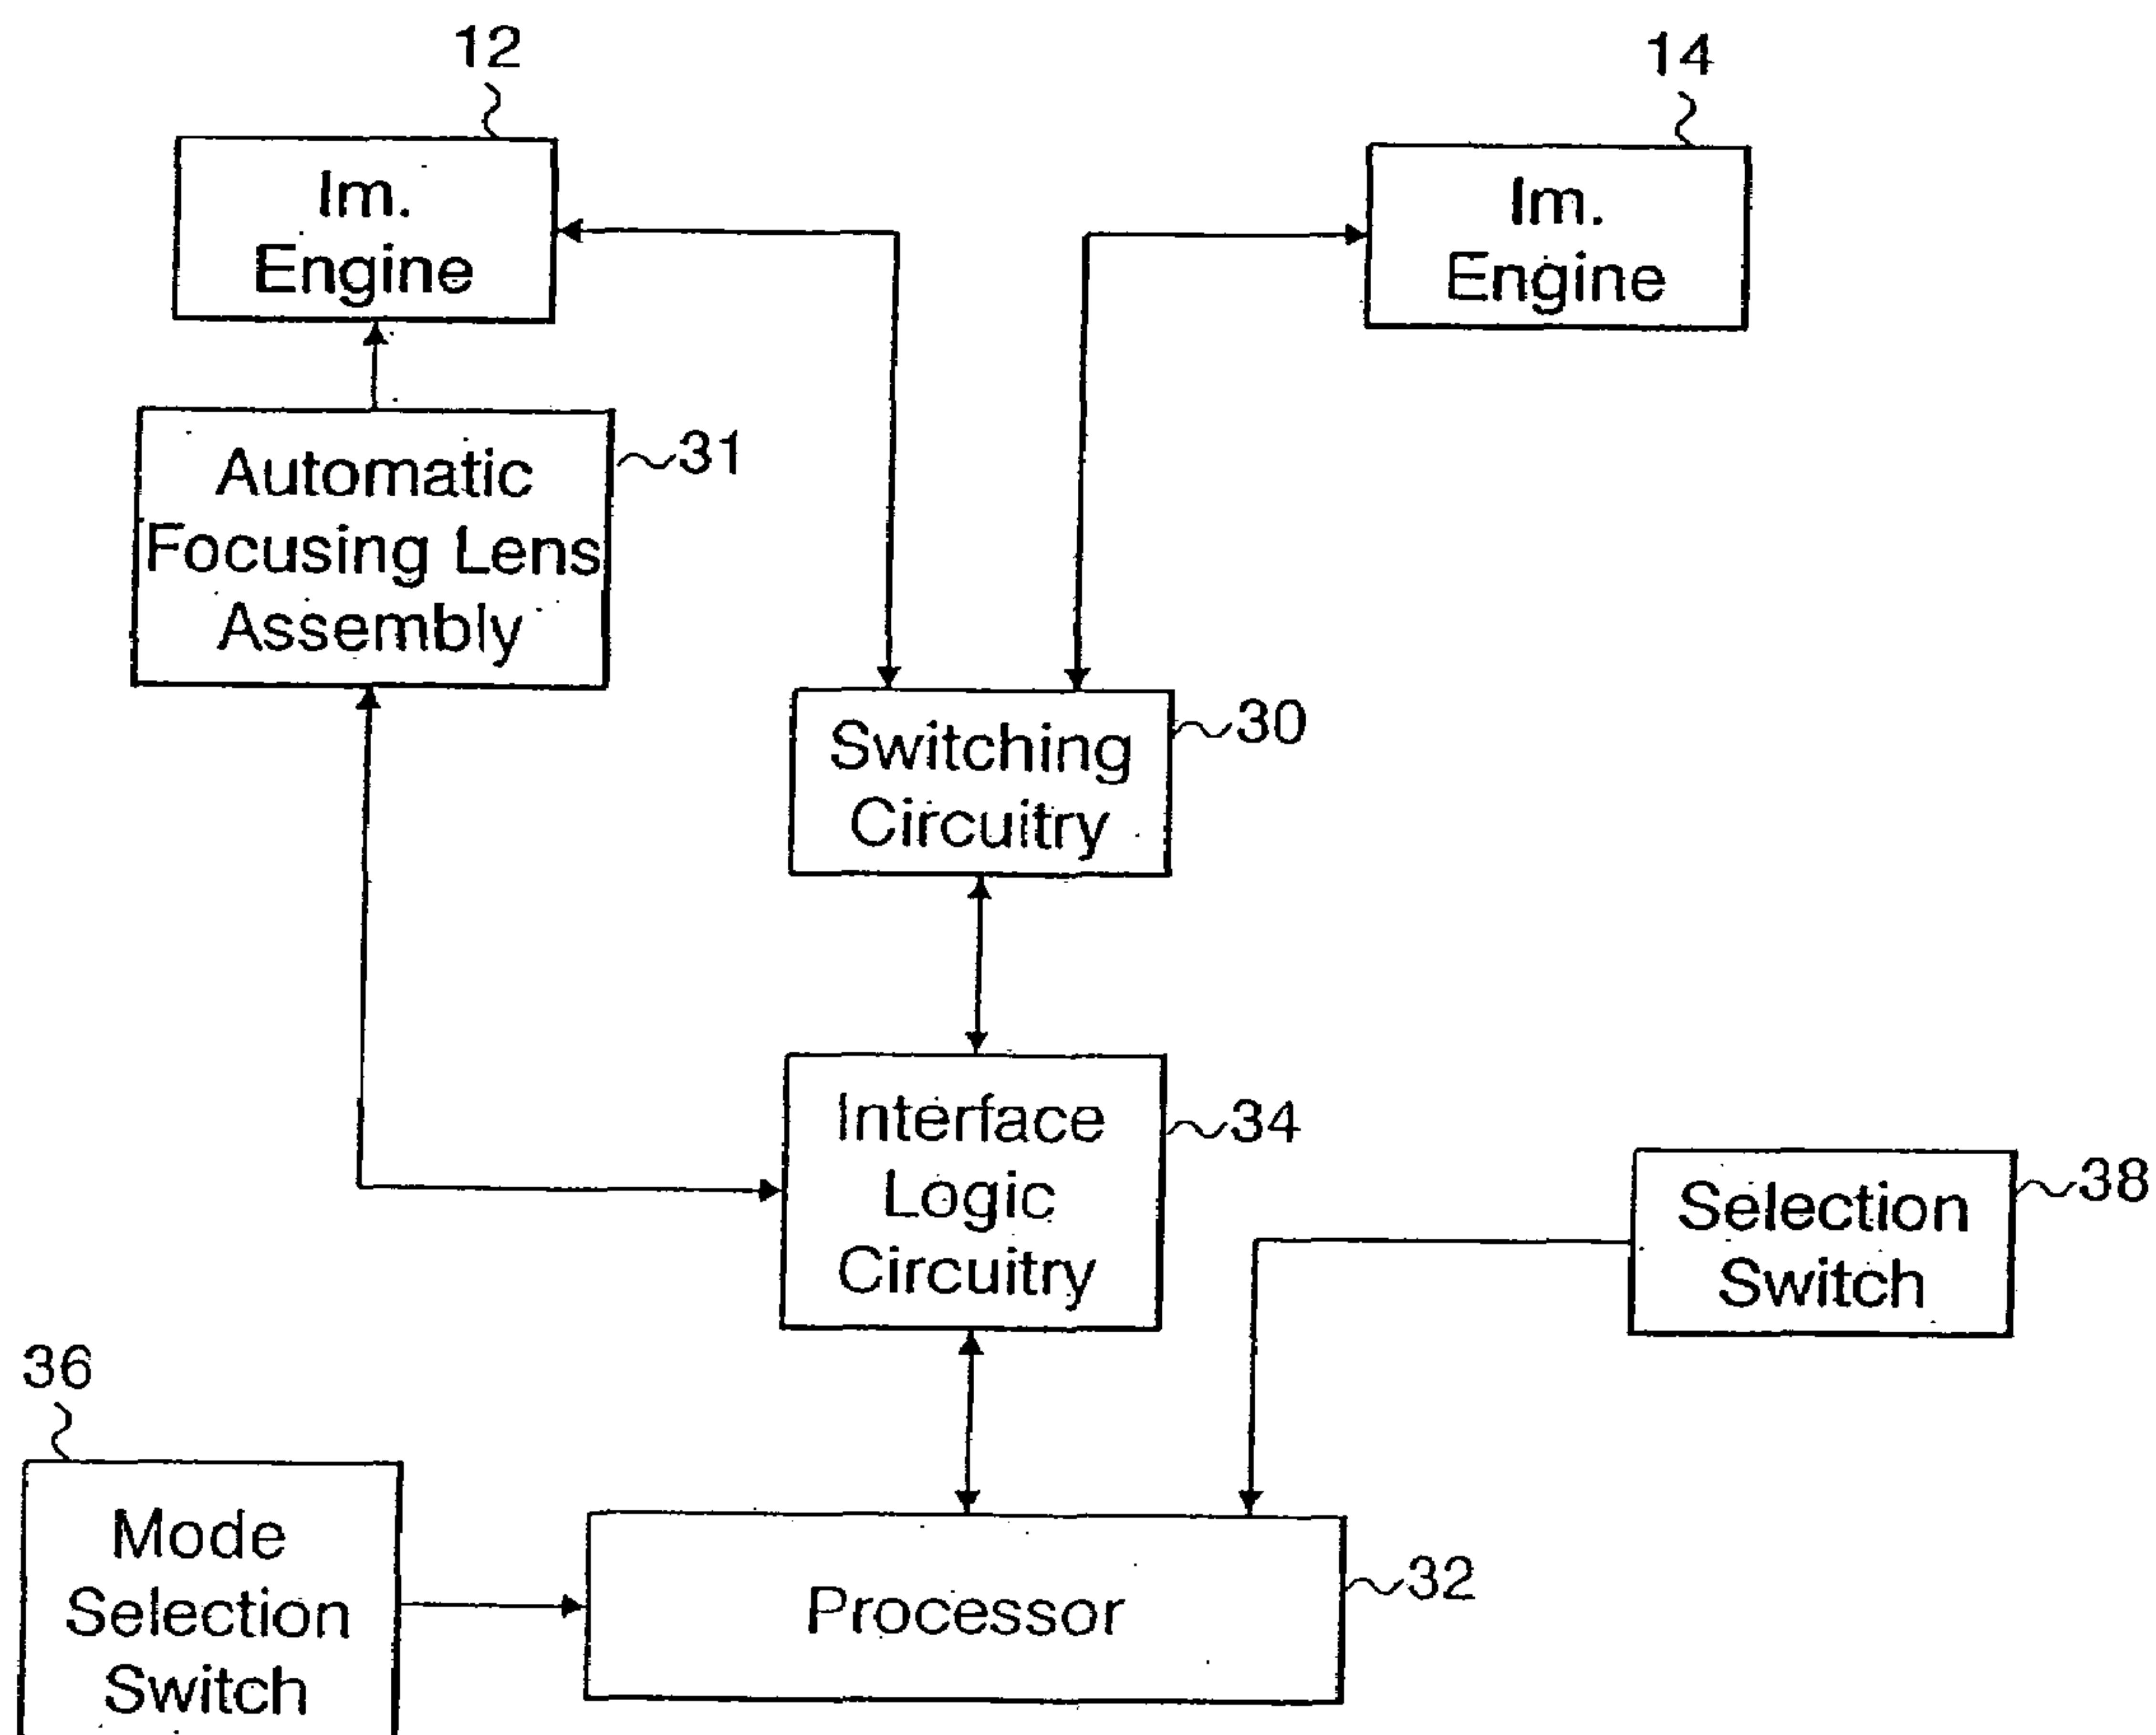 12
14
Im.
Engine
Im.
Engine
Automatic
Focusing Lens
Assembly
31
Switching
Circuitry
30
Interface
Logic
Circuitry
34
Selection
Switch
38
36
Mode
Selection
Switch
Processor
32